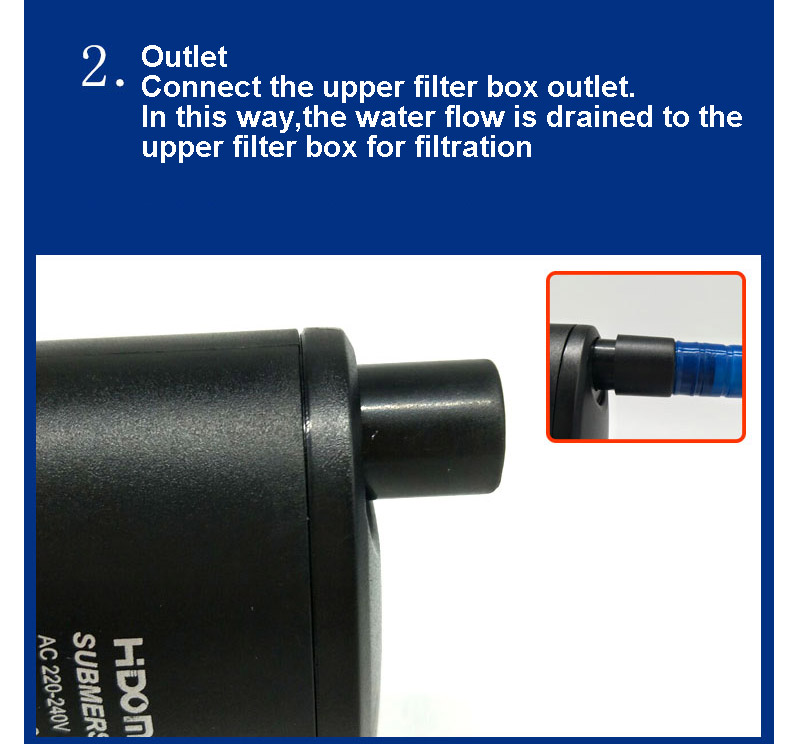 2. Outlet
Connect the upper filter box outlet.
In this way,the water flow is drained to the
upper filter box for filtration
SUBMERS
AC 220-240V